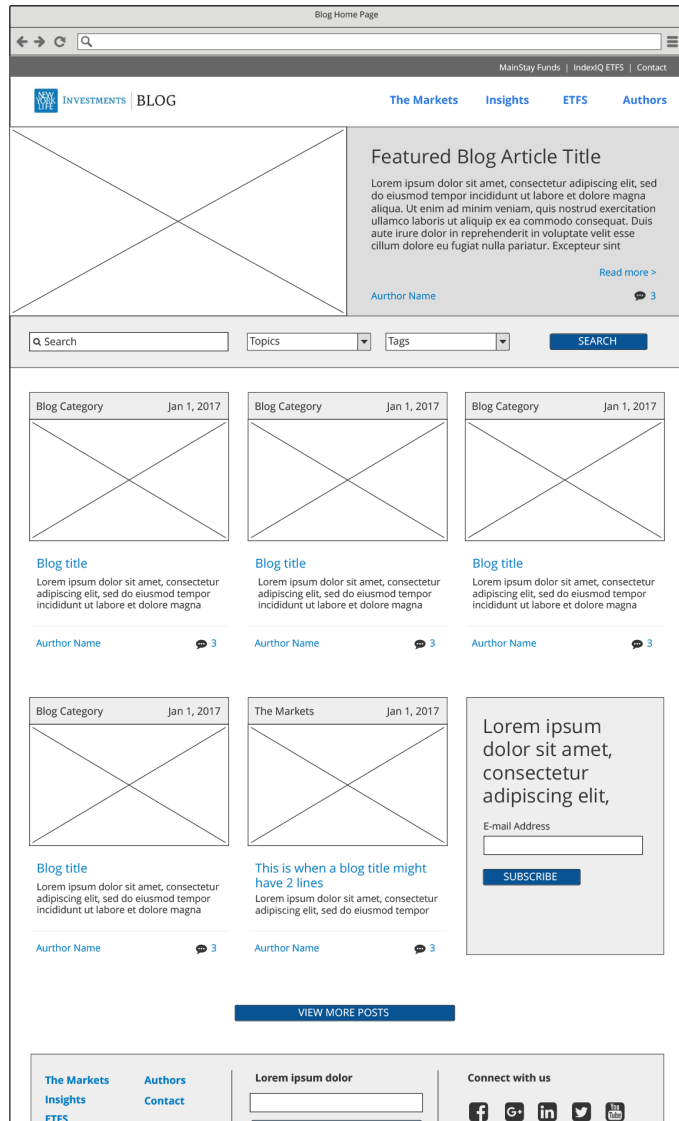 Blog Home Page
MainStay Funds | IndexIQ ETFS | Contact
NEW YORK LIFE INVESTMENTS BLOG
The Markets Insights ETFS Authors
Featured Blog Article Title
Lorem ipsum dolor sit amet, consectetur adipiscing elit, sed
do eiusmod tempor incididunt ut labore et dolore magna
aliqua. Ut enim ad minim veniam, quis nostrud exercitation
ullamco laboris ut aliquip ex ea commodo consequat. Duis
aute irure dolor in reprehenderit in voluptate velit esse
cillum dolore eu fugiat nulla pariatur. Excepteur sint
Read more >
Aurthor Name 3
Search Topics Tags SEARCH
Blog Category Jan 1, 2017
Blog title
Lorem ipsum dolor sit amet, consectetur
adipiscing elit, sed do eiusmod tempor
incididunt ut labore et dolore magna
Aurthor Name 3
Blog Category Jan 1, 2017
Blog title
Lorem ipsum dolor sit amet, consectetur
adipiscing elit, sed do eiusmod tempor
incididunt ut labore et dolore magna
Aurthor Name 3
Blog Category Jan 1, 2017
Blog title
Lorem ipsum dolor sit amet, consectetur
adipiscing elit, sed do eiusmod tempor
incididunt ut labore et dolore magna
Aurthor Name 3
Blog Category Jan 1, 2017
Blog title
Lorem ipsum dolor sit amet, consectetur
adipiscing elit, sed do eiusmod tempor
incididunt ut labore et dolore magna
Aurthor Name 3
The Markets Jan 1, 2017
This is when a blog title might
have 2 lines
Lorem ipsum dolor sit amet, consectetur
adipiscing elit, sed do eiusmod tempor
Aurthor Name 3
Lorem ipsum
dolor sit amet,
consectetur
adipiscing elit,
E-mail Address
SUBSCRIBE
VIEW MORE POSTS
The Markets
Insights
ETFS
Authors
Contact
Lorem ipsum dolor
Connect with us
f G+ in You Tube